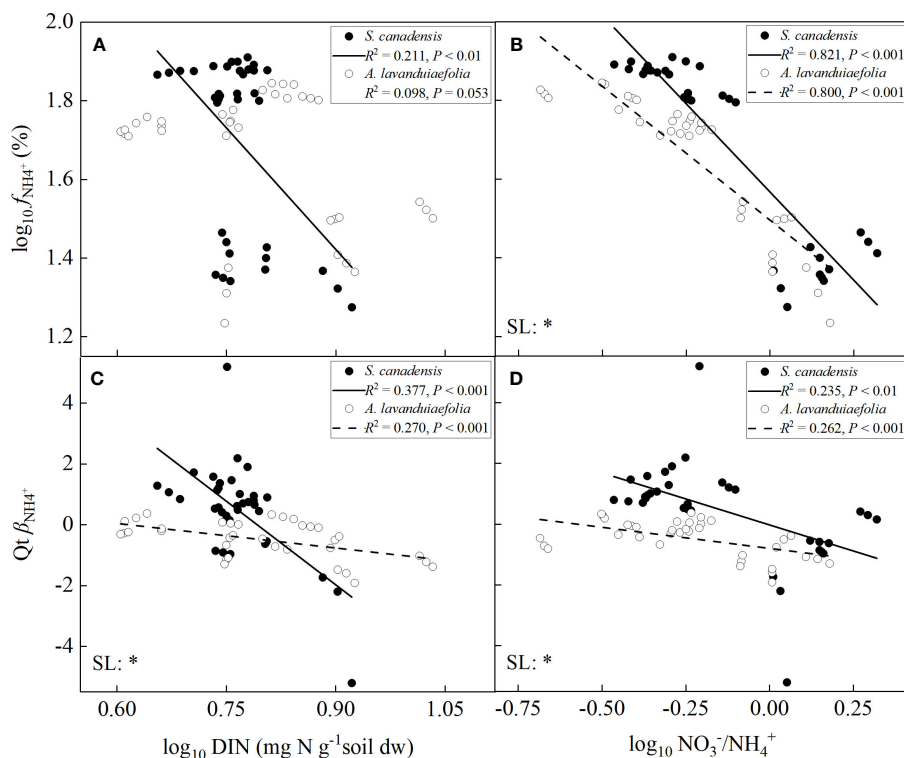 A
S. canadensis
R² = 0.211, P < 0.01
A. lavanduiaefolia
R² = 0.098, P = 0.053
log₁₀ f_NH4⁺ (%)
2.0
1.8
1.6
1.4
1.2
B
S. canadensis
R² = 0.821, P < 0.001
A. lavanduiaefolia
R² = 0.800, P < 0.001
SL: *
C
S. canadensis
R² = 0.377, P < 0.001
A. lavanduiaefolia
R² = 0.270, P < 0.001
Qt β_NH4⁺
4
2
0
-2
-4
SL: *
0.60
0.75
0.90
1.05
log₁₀ DIN (mg N g⁻¹soil dw)
D
S. canadensis
R² = 0.235, P < 0.01
A. lavanduiaefolia
R² = 0.262, P < 0.001
SL: *
-0.75
-0.50
-0.25
0.00
0.25
log₁₀ NO₃⁻/NH₄⁺